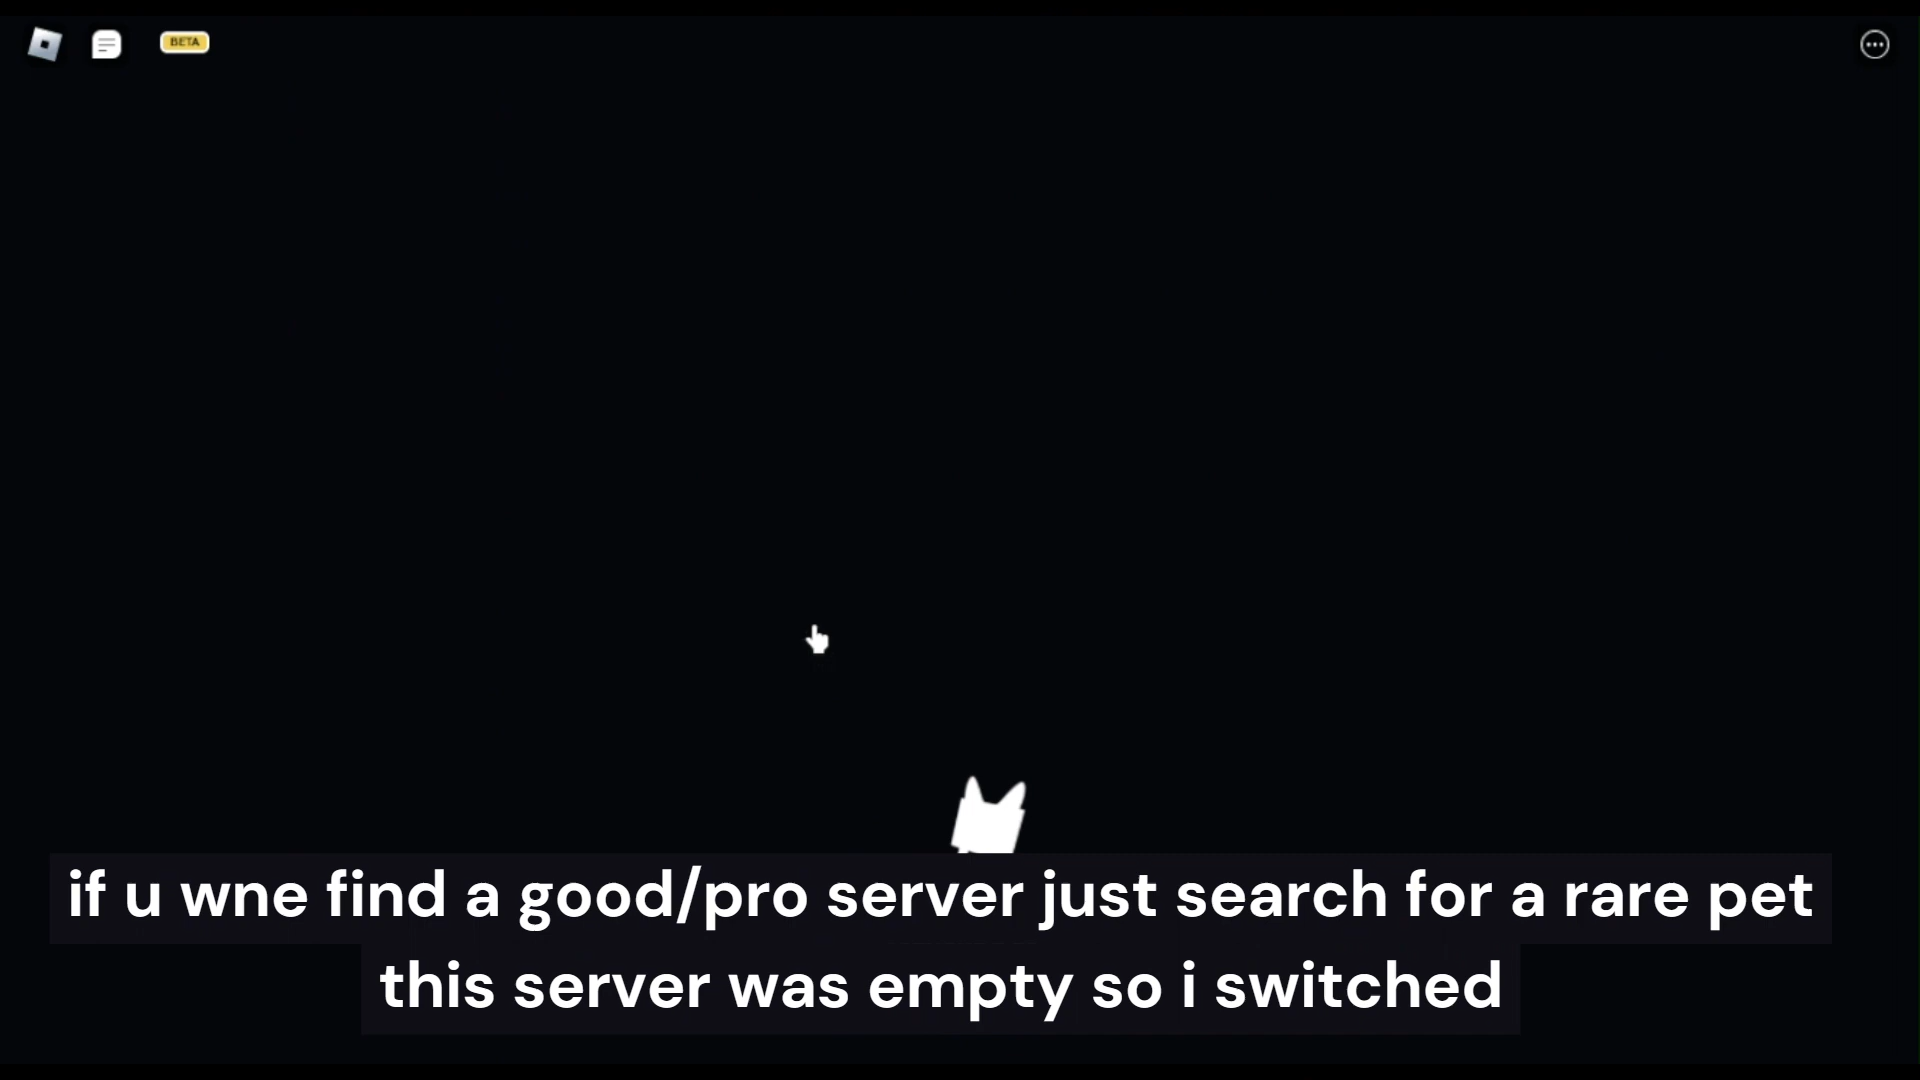 BETA
if u wne find a good/pro server just search for a rare pet
this server was empty so i switched